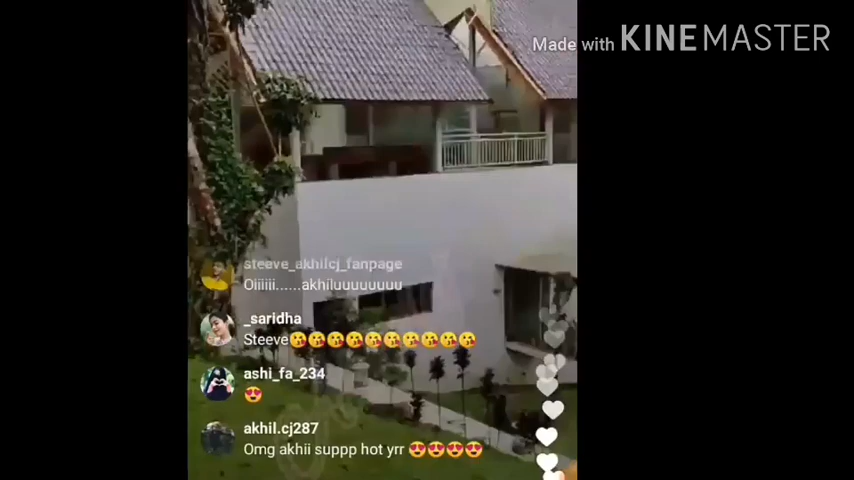 Made with KINEMASTER
steeve_akhilcj_fanpage
Oiiiiii......akhiluuuuuuuu
_saridha
Steeve😘😘😘😘😘😘😘😘😘😘
ashi_fa_234
😍
akhil.cj287
Omg akhii suppp hot yrr 😍😍😍😍